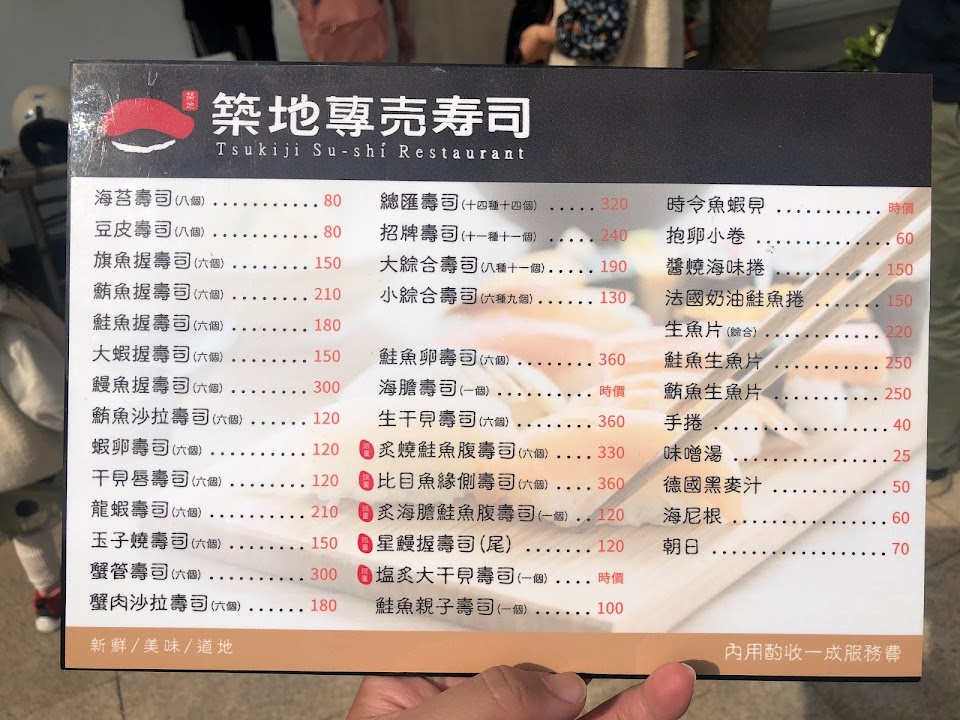 築地
築地專売寿司
Tsukiji Su-shi Restaurant
海苔壽司(八個) ............ 80
豆皮壽司(八個) ............ 80
旗魚握壽司(六個) ........ 150
鮪魚握壽司(六個) ........ 210
鮭魚握壽司(六個) ........ 180
大蝦握壽司(六個) ........ 150
鰻魚握壽司(六個) ........ 300
鮪魚沙拉壽司(六個) ...... 120
蝦卵壽司(六個) ........... 120
干貝唇壽司(六個) ........ 120
龍蝦壽司(六個) ........... 210
玉子燒壽司(六個) ........ 150
蟹管壽司(六個) ........... 300
蟹肉沙拉壽司(六個) ...... 180
總匯壽司(十四種十四個) ..... 320
招牌壽司(十一種十一個) ..... 240
大綜合壽司(八種十一個) ..... 190
小綜合壽司(六種九個) ....... 130
鮭魚卵壽司(六個) ......... 360
海膽壽司(一個) ............ 時價
生干貝壽司(六個) ......... 360
限量 炙燒鮭魚腹壽司(六個) .... 330
限量 比目魚緣側壽司(六個) .... 360
限量 炙海膽鮭魚腹壽司(一個) .. 120
限量 星鰻握壽司(尾) ......... 120
限量 塩炙大干貝壽司(一個) .... 時價
鮭魚親子壽司(一個) ...... 100
時令魚蝦貝 ............ 時價
抱卵小卷 ............... 60
醬燒海味捲 ............ 150
法國奶油鮭魚捲 ........ 150
生魚片(綜合) ............ 220
鮭魚生魚片 ............ 250
鮪魚生魚片 ............ 250
手捲 .................... 40
味噌湯 .................. 25
德國黑麥汁 ............. 50
海尼根 .................. 60
朝日 .................... 70
新鮮/美味/道地
內用酌收一成服務費